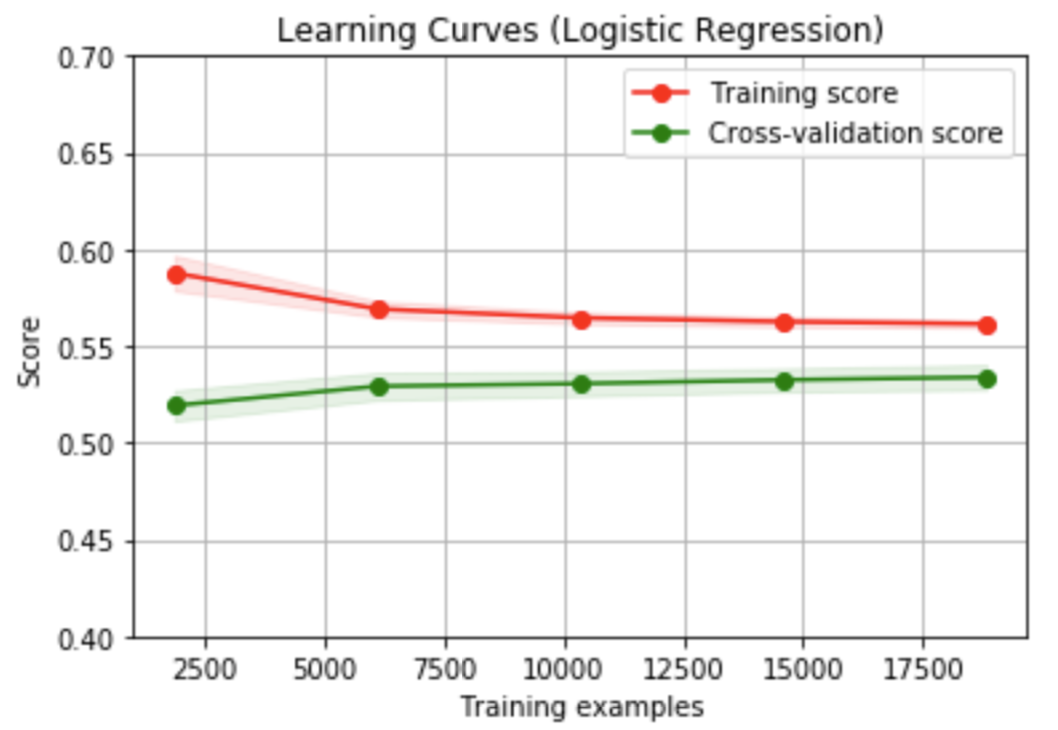 Learning Curves (Logistic Regression)
0.70
0.65
0.60
0.55
0.50
0.45
0.40
Score
Training score
Cross-validation score
2500 5000 7500 10000 12500 15000 17500
Training examples